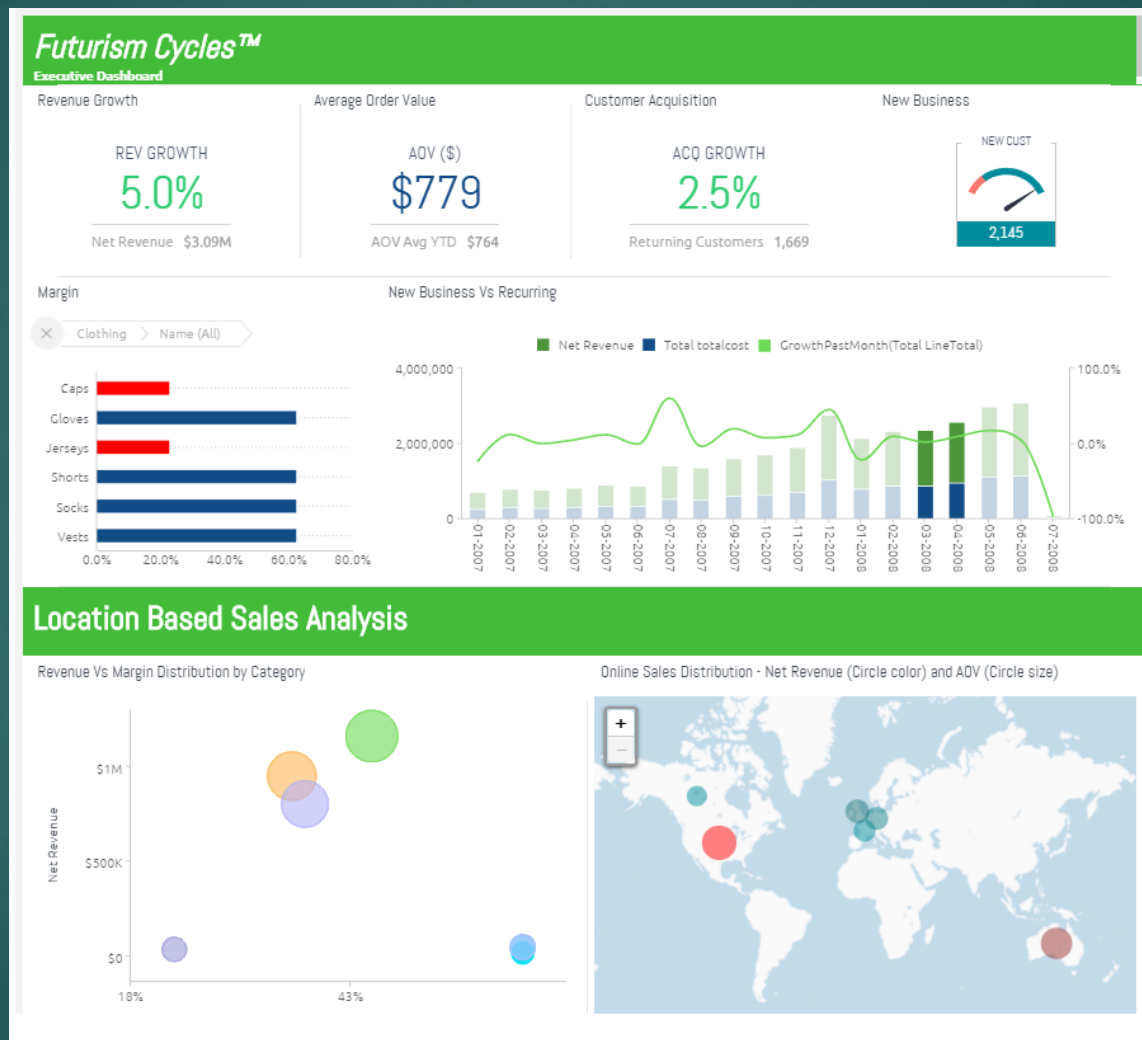 Futurism Cycles™
Executive Dashboard
Revenue Growth
Average Order Value
Customer Acquisition
New Business
REV GROWTH
5.0%
Net Revenue $3.09M
AOV ($)
$779
AOV Avg YTD $764
ACQ GROWTH
2.5%
Returning Customers 1,669
NEW CUST
2,145
Margin
Clothing
Name (All)
Caps
Gloves
Jerseys
Shorts
Socks
Vests
0.0% 20.0% 40.0% 60.0% 80.0%
New Business Vs Recurring
Net Revenue Total totalcost GrowthPastMonth(Total LineTotal)
4,000,000
2,000,000
0
100.0%
0.0%
-100.0%
01-2007
02-2007
03-2007
04-2007
05-2007
06-2007
07-2007
08-2007
09-2007
10-2007
11-2007
12-2007
01-2008
02-2008
03-2008
04-2008
05-2008
06-2008
07-2008
Location Based Sales Analysis
Revenue Vs Margin Distribution by Category
Net Revenue
$1M
$500K
$0
18% 43%
Online Sales Distribution - Net Revenue (Circle color) and AOV (Circle size)
+
−